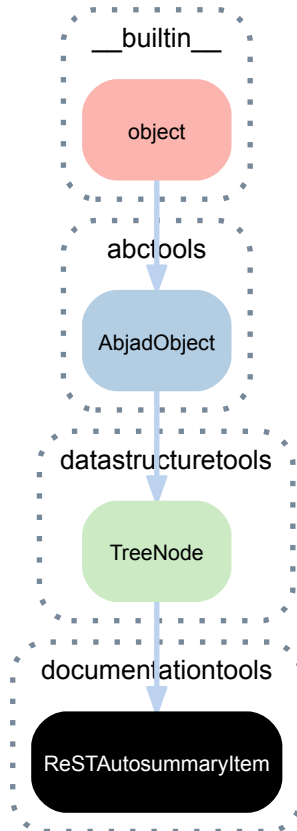 __builtin__
object
abctools
AbjadObject
datastructuretools
TreeNode
documentationtools
ReSTAutosummaryItem